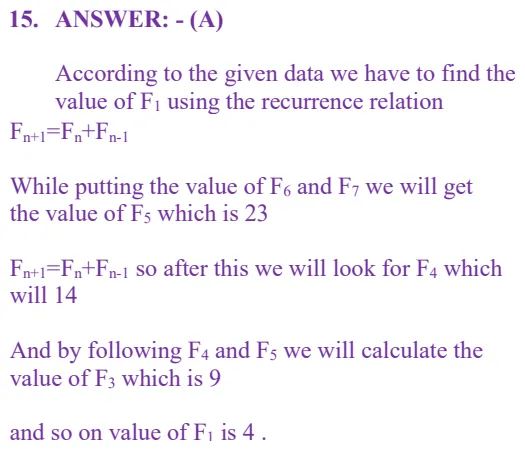 15. ANSWER: - (A)
According to the given data we have to find the
value of F₁ using the recurrence relation
Fₙ₊₁=Fₙ+Fₙ₋₁
While putting the value of F₆ and F₇ we will get
the value of F₅ which is 23
Fₙ₊₁=Fₙ+Fₙ₋₁ so after this we will look for F₄ which
will 14
And by following F₄ and F₅ we will calculate the
value of F₃ which is 9
and so on value of F₁ is 4 .